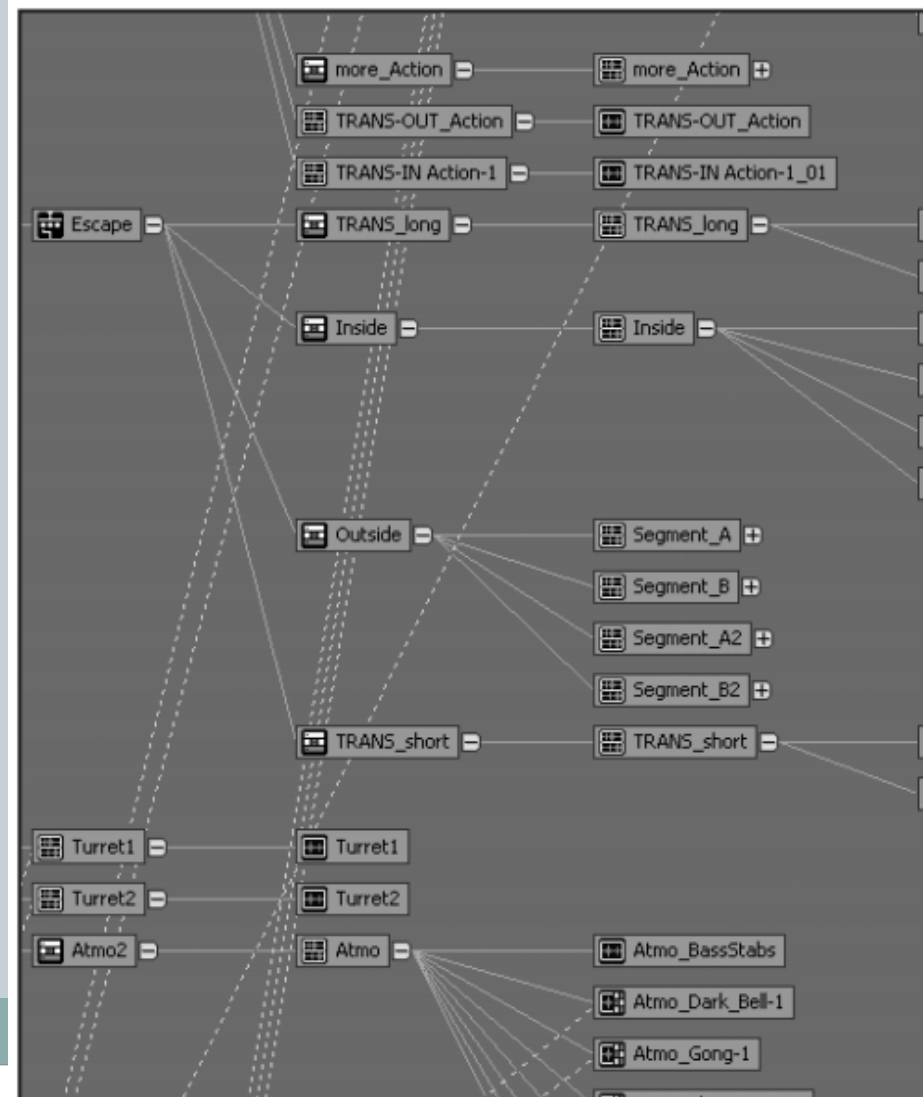 more_Action more_Action
TRANS-OUT_Action TRANS-OUT_Action
TRANS-IN Action-1 TRANS-IN Action-1_01
Escape TRANS_long TRANS_long
Inside Inside
Outside Segment_A
Segment_B
Segment_A2
Segment_B2
TRANS_short TRANS_short
Turret1 Turret1
Turret2 Turret2
Atmo2 Atmo Atmo_BassStabs
Atmo_Dark_Bell-1
Atmo_Gong-1